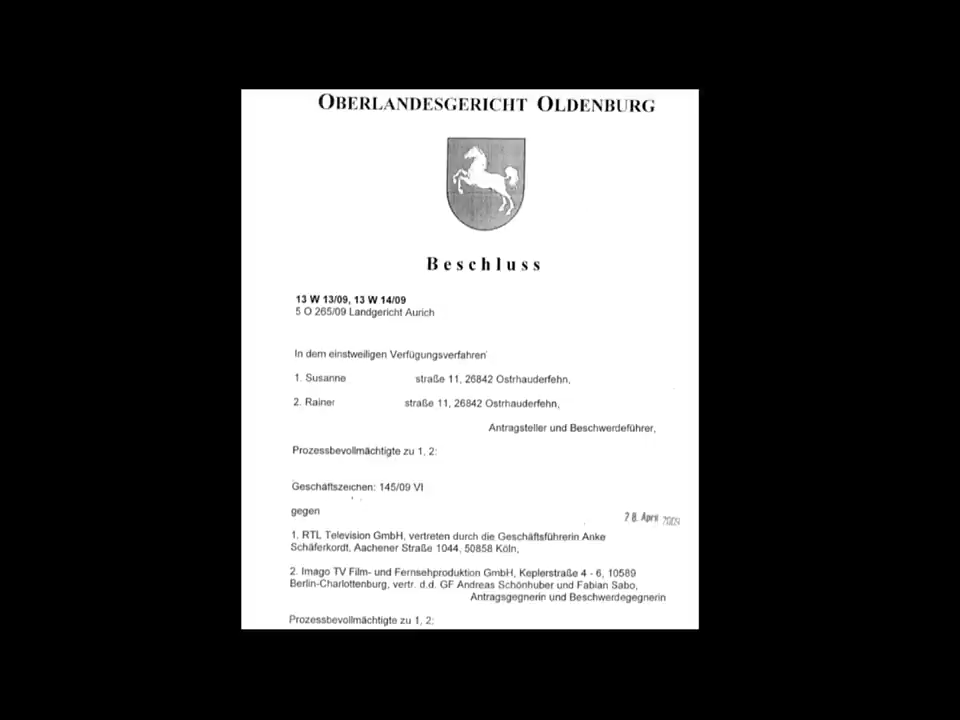 OBERLANDESGERICHT OLDENBURG
Beschluss
13 W 13/09, 13 W 14/09
5 O 265/09 Landgericht Aurich
In dem einstweiligen Verfügungsverfahren
1. Susanne straße 11, 26842 Ostrhauderfehn,
2. Rainer straße 11, 26842 Ostrhauderfehn,
Antragsteller und Beschwerdeführer,
Prozessbevollmächtigte zu 1, 2:
Geschäftszeichen: 145/09 VI
gegen
28. April 2009
1. RTL Television GmbH, vertreten durch die Geschäftsführerin Anke
Schäferkordt, Aachener Straße 1044, 50858 Köln,
2. Imago TV Film- und Fernsehproduktion GmbH, Keplerstraße 4 - 6, 10589
Berlin-Charlottenburg, vertr. d.d. GF Andreas Schönhuber und Fabian Sabo,
Antragsgegnerin und Beschwerdegegnerin
Prozessbevollmächtigte zu 1, 2: